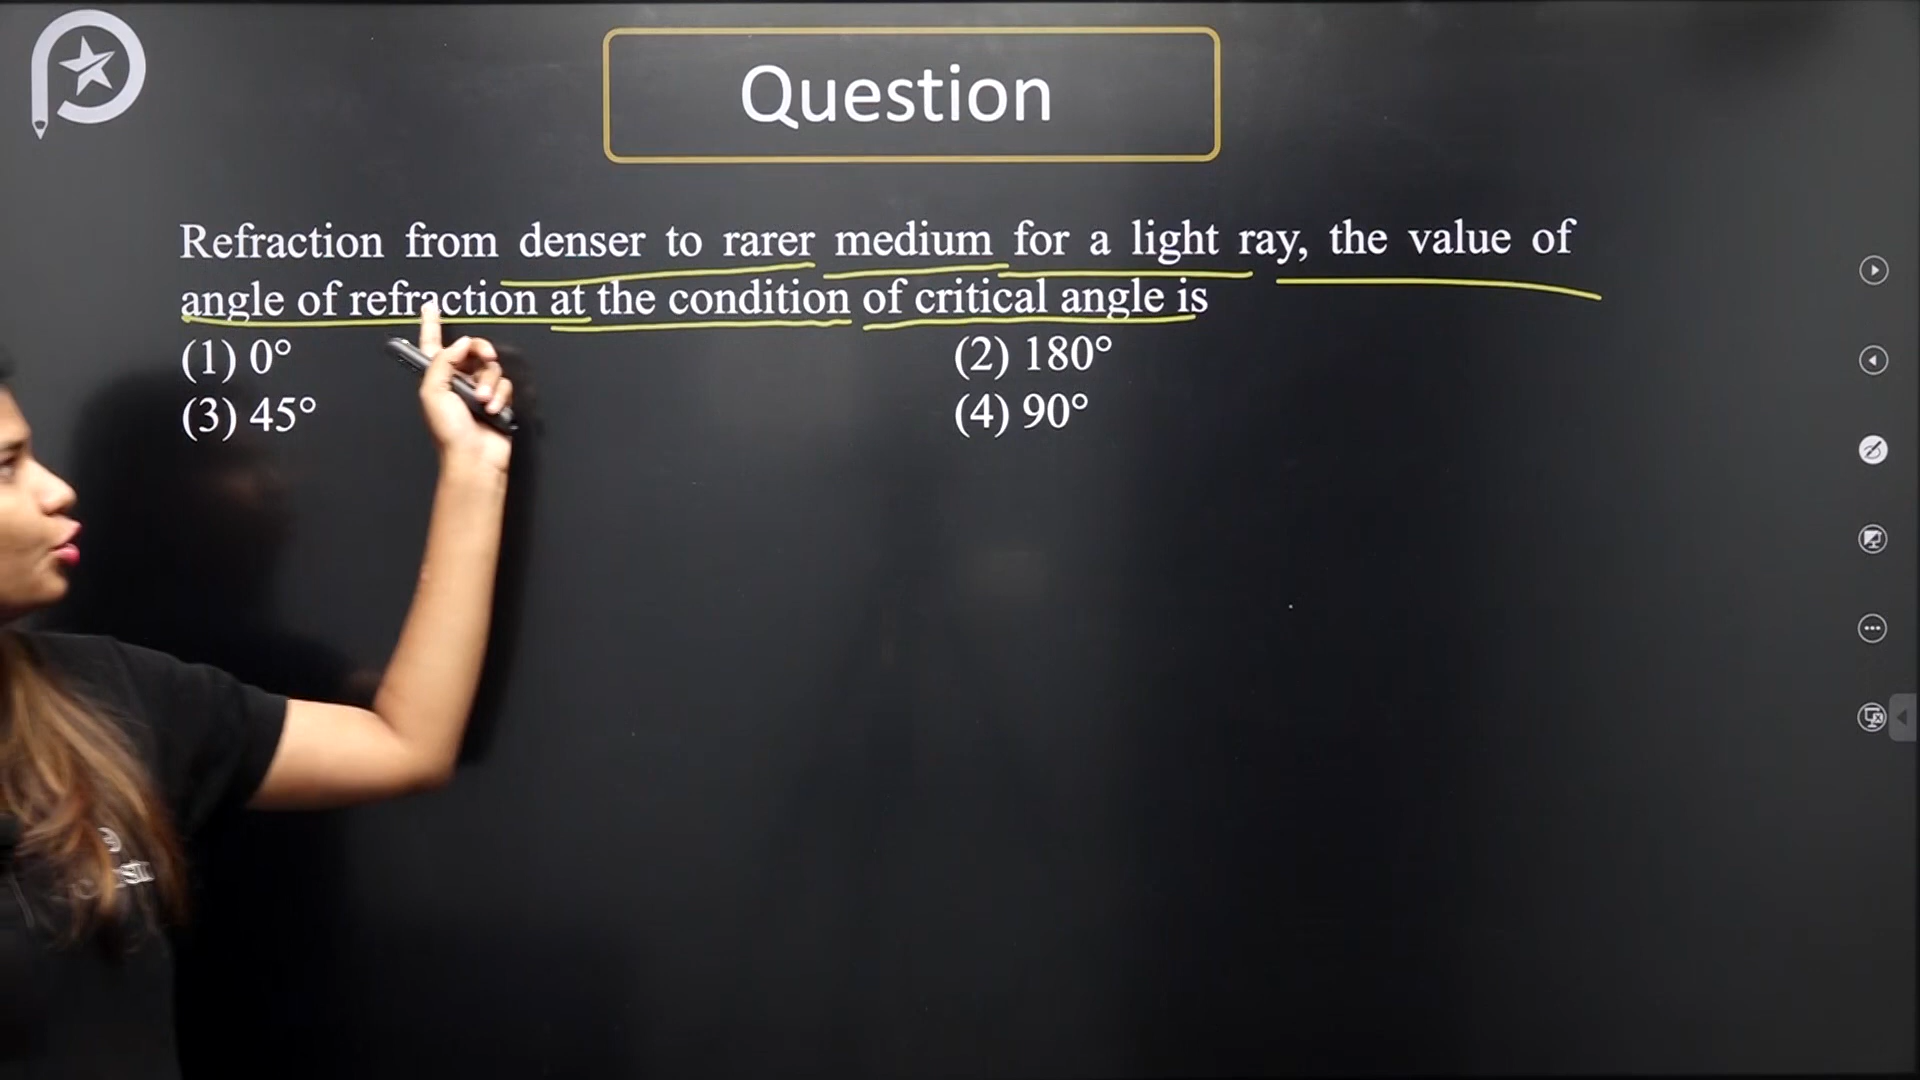 Question
Refraction from denser to rarer medium for a light ray, the value of
angle of refraction at the condition of critical angle is
(1) 0° (2) 180°
(3) 45° (4) 90°